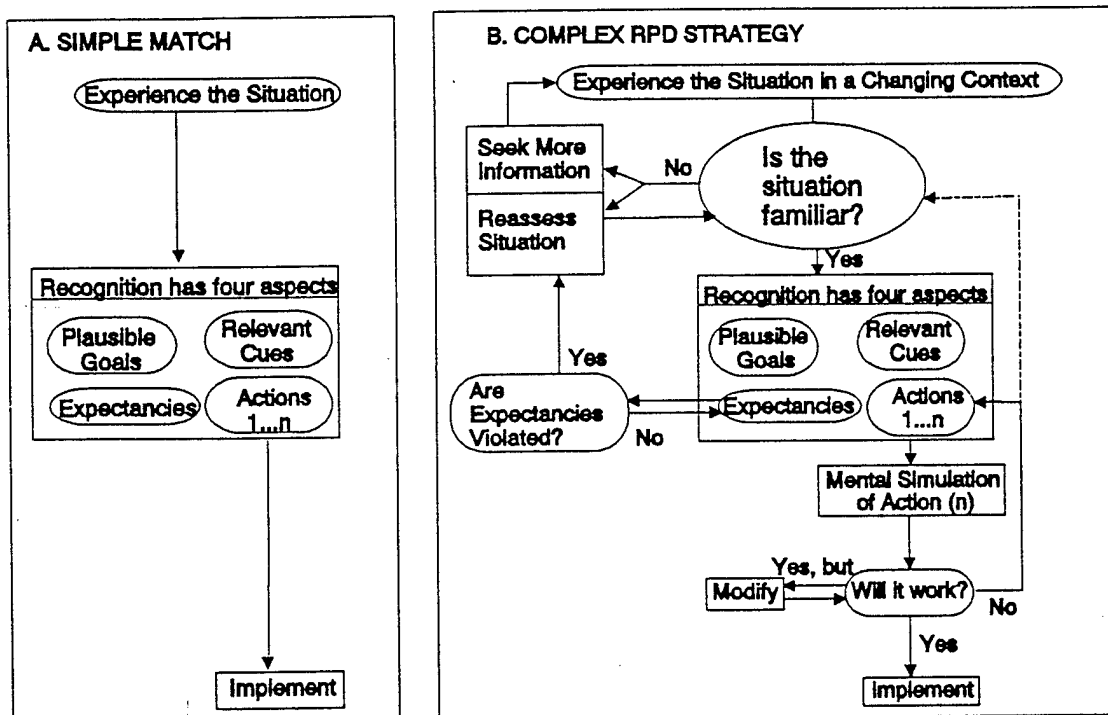 A. SIMPLE MATCH
Experience the Situation
Recognition has four aspects
Plausible
Goals
Relevant
Cues
Expectancies
Actions
1...n
Implement
B. COMPLEX RPD STRATEGY
Experience the Situation in a Changing Context
Seek More
Information
Reassess
Situation
No
Is the
situation
familiar?
Yes
Recognition has four aspects
Plausible
Goals
Relevant
Cues
Expectancies
Actions
1...n
Yes
Are
Expectancies
Violated?
No
Mental Simulation
of Action (n)
Yes, but
Modify
Will it work?
No
Yes
Implement